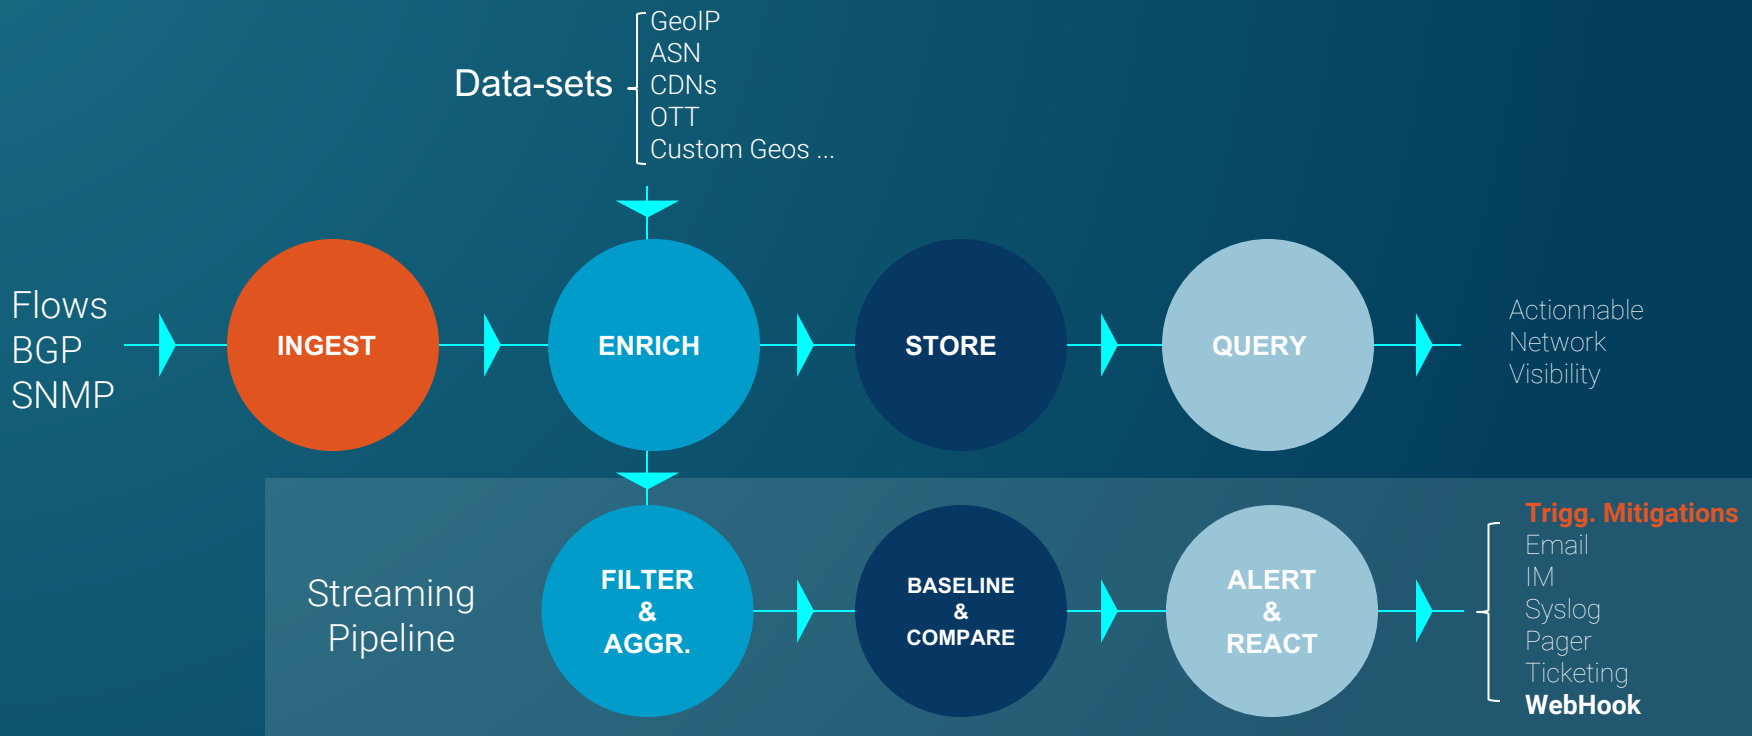 Data-sets
GeoIP
ASN
CDNs
OTT
Custom Geos ...
Flows
BGP
SNMP
INGEST
ENRICH
STORE
QUERY
Actionnable
Network
Visibility
Streaming
Pipeline
FILTER
&
AGGR.
BASELINE
&
COMPARE
ALERT
&
REACT
Trigg. Mitigations
Email
IM
Syslog
Pager
Ticketing
WebHook